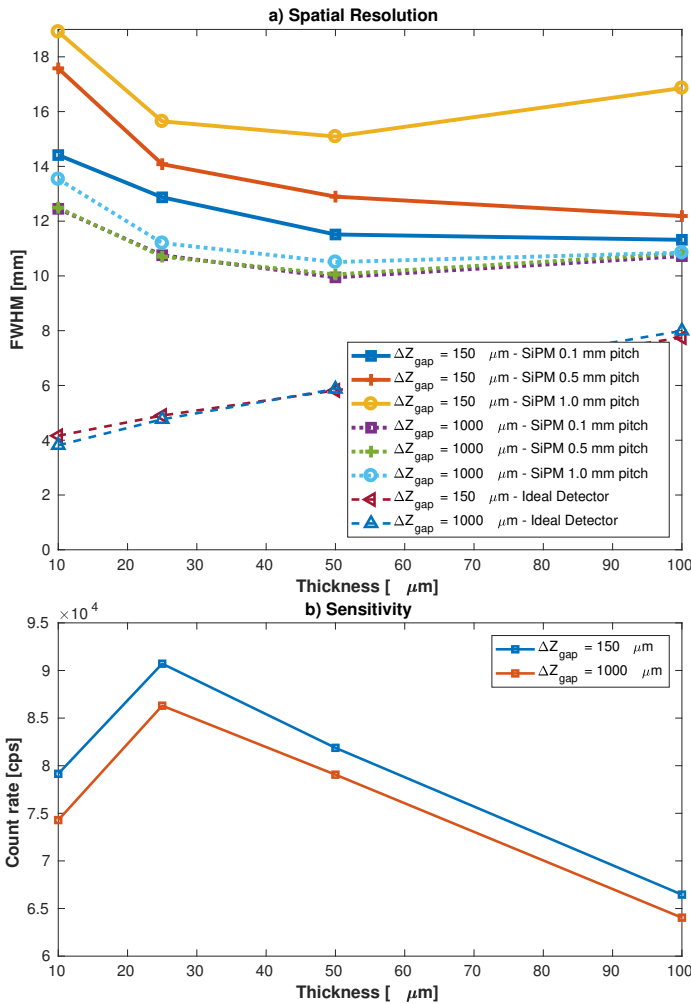 a) Spatial Resolution
18
16
14
12
10
8
6
4
2
0
FWHM [mm]
ΔZgap = 150 μm - SiPM 0.1 mm pitch
ΔZgap = 150 μm - SiPM 0.5 mm pitch
ΔZgap = 150 μm - SiPM 1.0 mm pitch
ΔZgap = 1000 μm - SiPM 0.1 mm pitch
ΔZgap = 1000 μm - SiPM 0.5 mm pitch
ΔZgap = 1000 μm - SiPM 1.0 mm pitch
ΔZgap = 150 μm - Ideal Detector
ΔZgap = 1000 μm - Ideal Detector
10 20 30 40 50 60 70 80 90 100
Thickness [ μm]
b) Sensitivity
×10^4
9.5
9
8.5
8
7.5
7
6.5
6
Count rate [cps]
ΔZgap = 150 μm
ΔZgap = 1000 μm
10 20 30 40 50 60 70 80 90 100
Thickness [ μm]